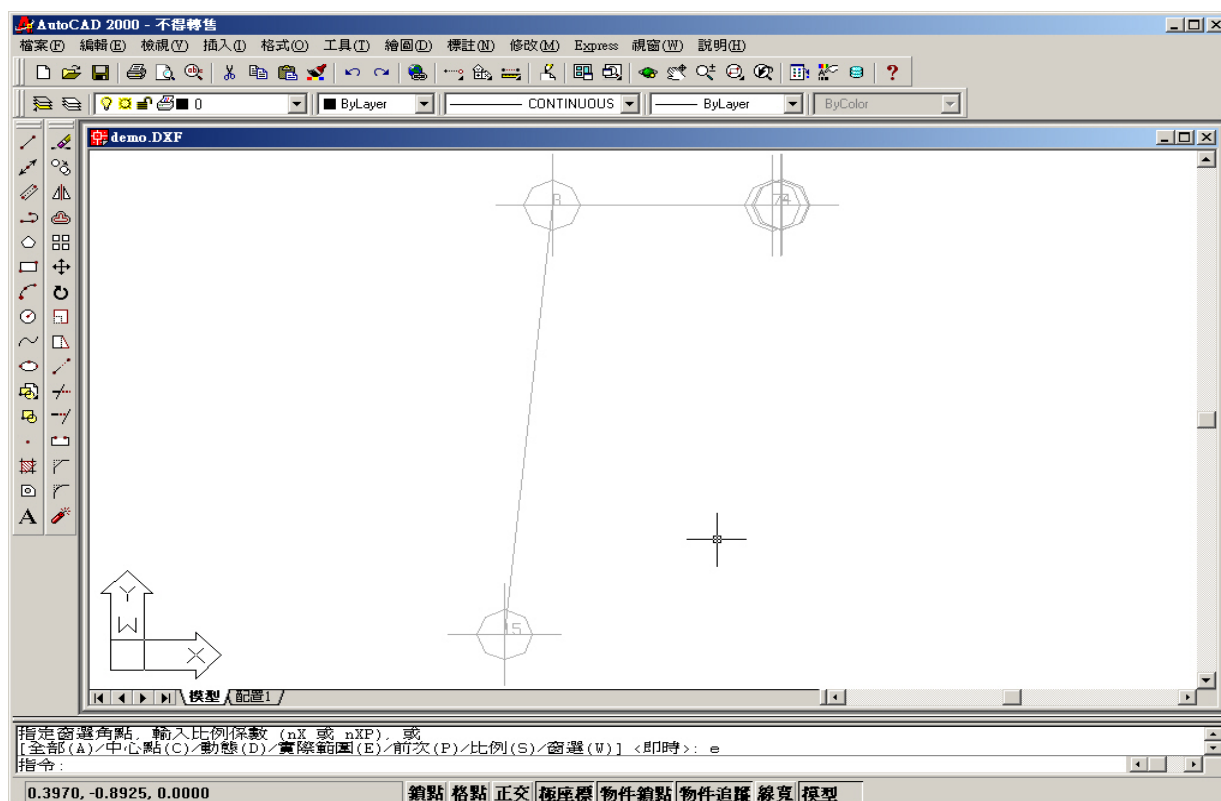 AutoCAD 2000 - 不得轉售
檔案(F) 編輯(E) 檢視(V) 插入(I) 格式(O) 工具(T) 繪圖(D) 標註(N) 修改(M) Express 視窗(W) 說明(H)
0 ByLayer CONTINUOUS ByLayer ByColor
demo.DXF
74
15
Y
W
X
模型 配置1
指定窗選角點, 輸入比例係數 (nX 或 nXP), 或
[全部(A)/中心點(C)/動態(D)/實際範圍(E)/前次(P)/比例(S)/窗選(W)] <即時>: e
指令:
0.3970, -0.8925, 0.0000 鎖點 格點 正交 極座標 物件鎖點 物件追蹤 線寬 模型